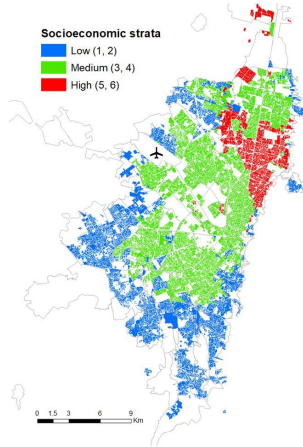 Socioeconomic strata
Low (1, 2)
Medium (3, 4)
High (5, 6)
0 1.5 3 6 9
Km